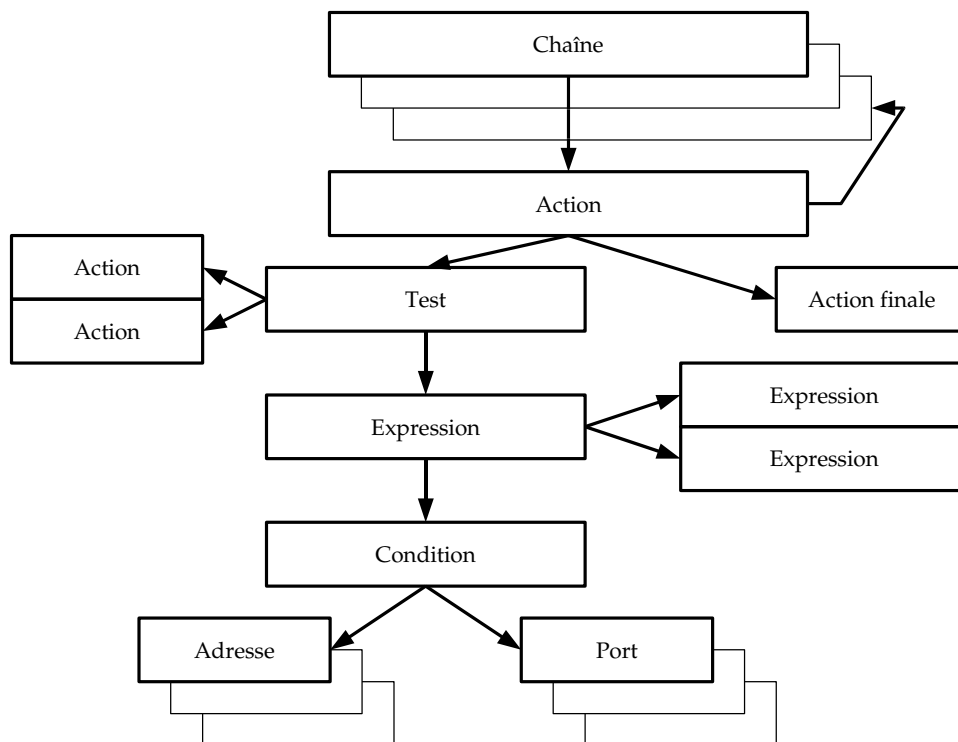 Chaîne
Action
Action
Action
Test
Action finale
Expression
Expression
Expression
Condition
Adresse
Port